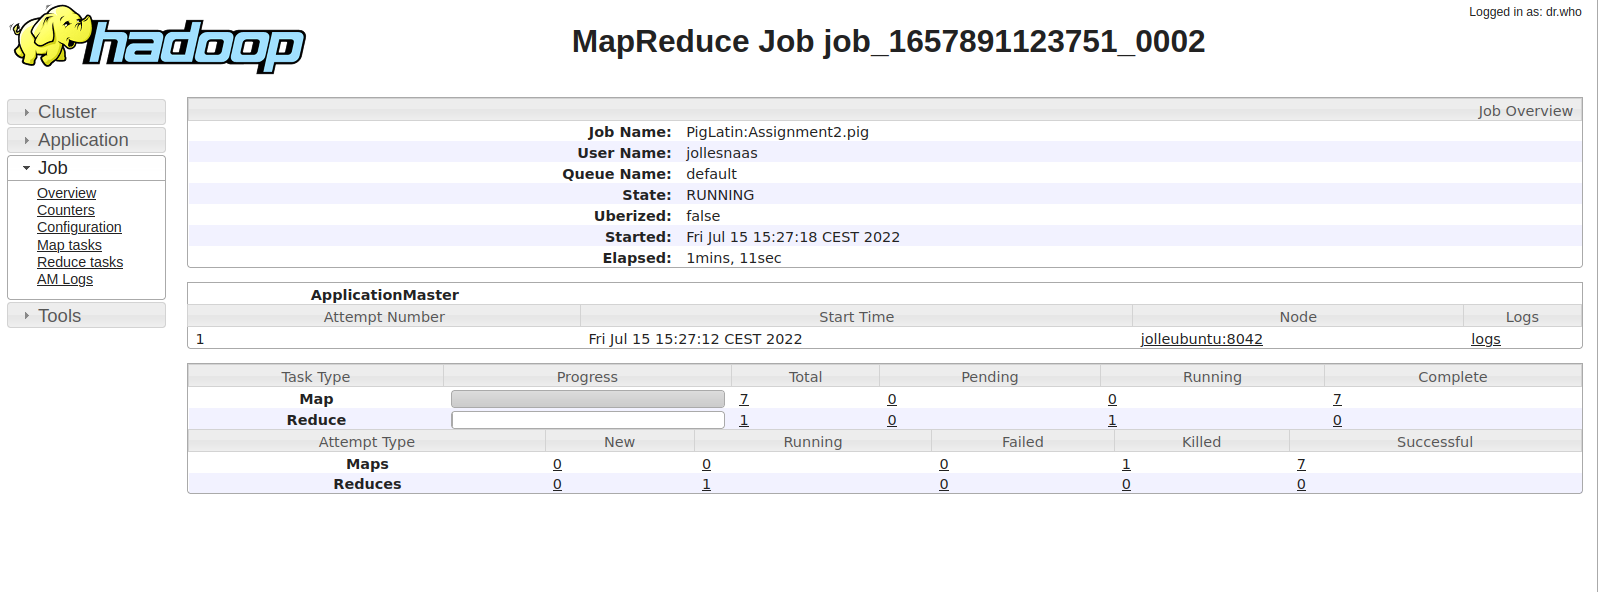 hadoop
Logged in as: dr.who
MapReduce Job job_1657891123751_0002
Cluster
Application
Job
Overview
Counters
Configuration
Map tasks
Reduce tasks
AM Logs
Tools
Job Overview
Job Name: PigLatin:Assignment2.pig
User Name: jollesnaas
Queue Name: default
State: RUNNING
Uberized: false
Started: Fri Jul 15 15:27:18 CEST 2022
Elapsed: 1mins, 11sec
ApplicationMaster
Attempt Number Start Time Node Logs
1 Fri Jul 15 15:27:12 CEST 2022 jolleubuntu:8042 logs
Task Type Progress Total Pending Running Complete
Map 7 0 0 7
Reduce 1 0 1 0
Attempt Type New Running Failed Killed Successful
Maps 0 0 0 1 7
Reduces 0 1 0 0 0